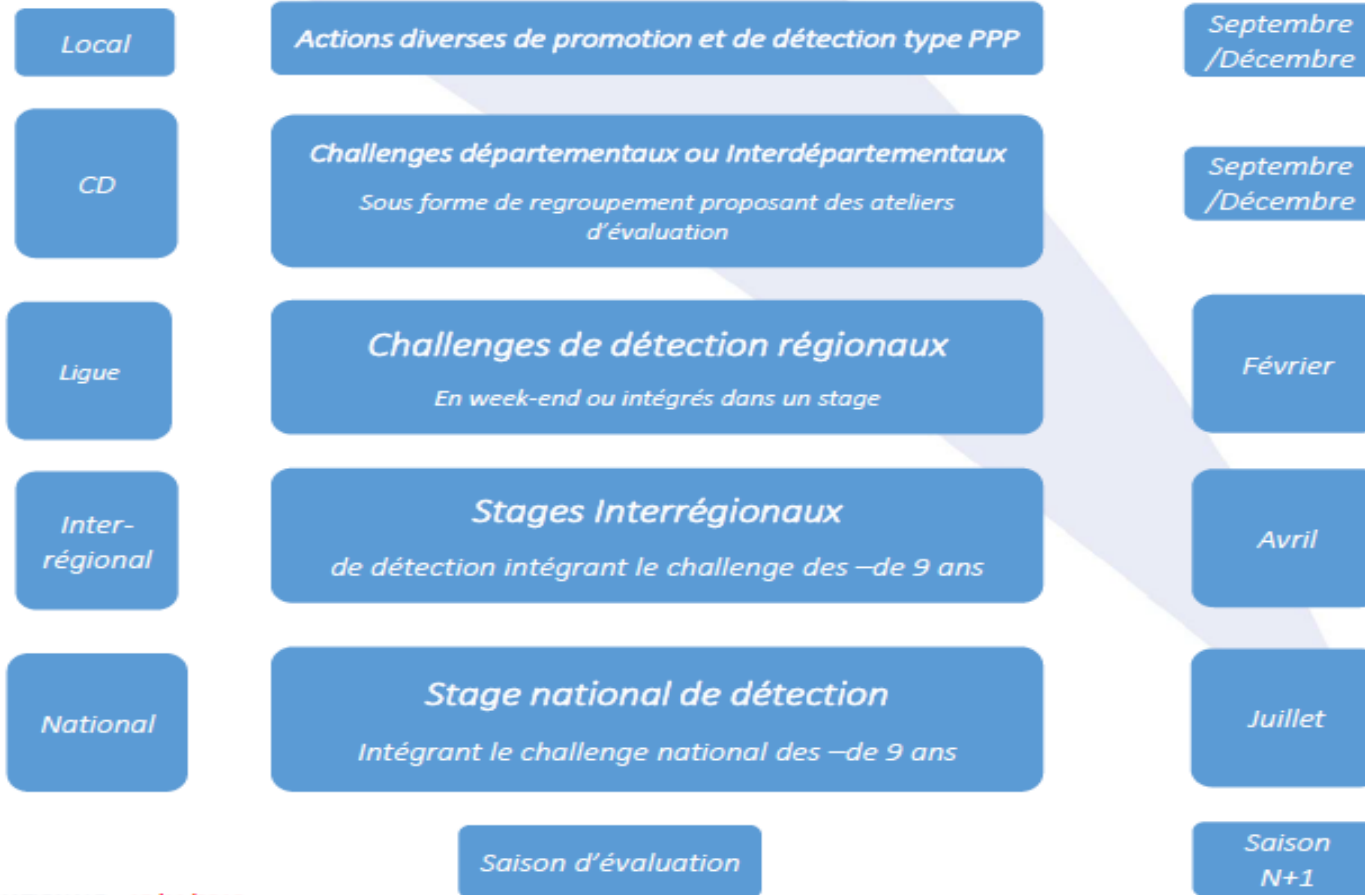 Local
Actions diverses de promotion et de détection type PPP
Septembre
/Décembre
CD
Challenges départementaux ou Interdépartementaux
Sous forme de regroupement proposant des ateliers
d’évaluation
Septembre
/Décembre
Ligue
Challenges de détection régionaux
En week-end ou intégrés dans un stage
Février
Inter-
régional
Stages Interrégionaux
de détection intégrant le challenge des –de 9 ans
Avril
National
Stage national de détection
Intégrant le challenge national des –de 9 ans
Juillet
Saison d’évaluation
Saison
N+1